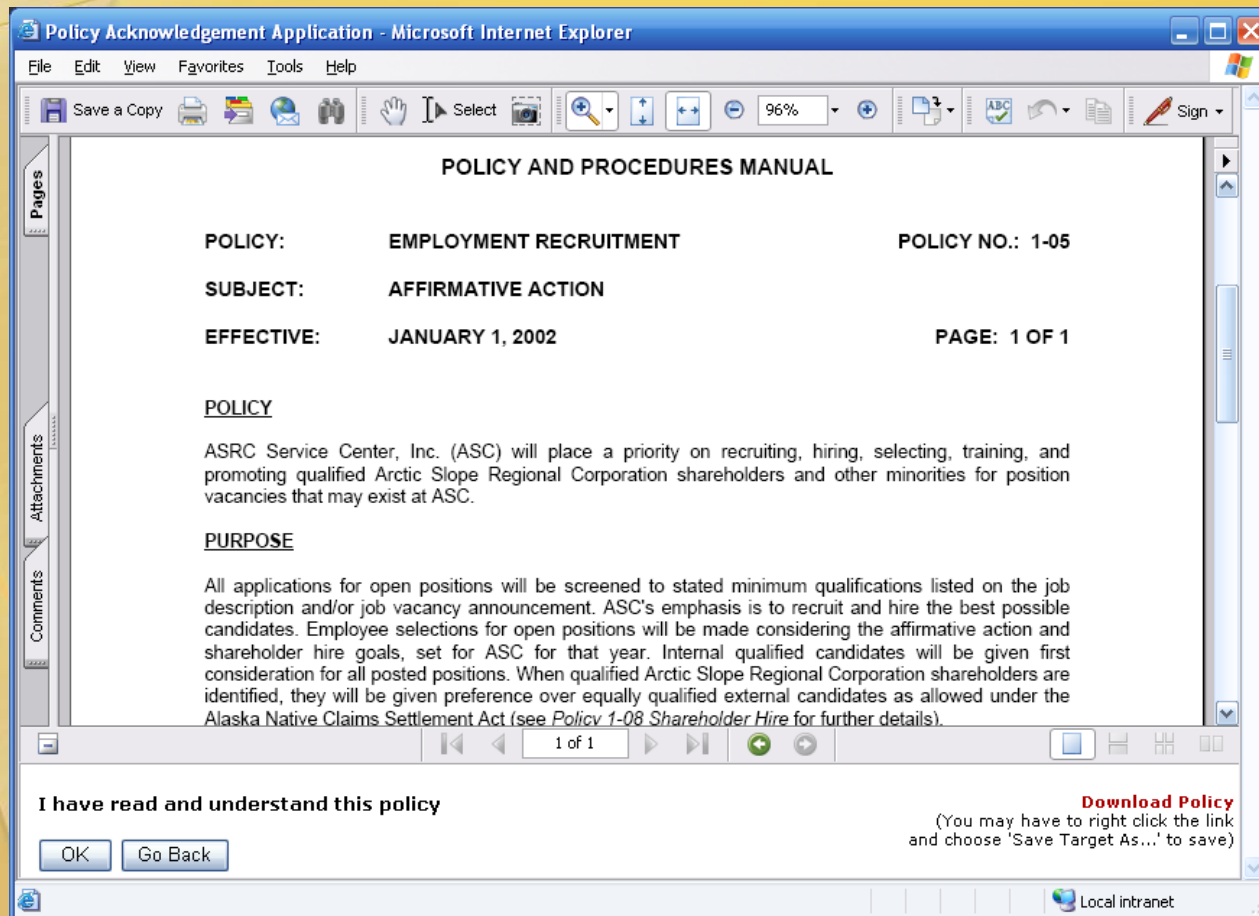 Policy Acknowledgement Application - Microsoft Internet Explorer
File Edit View Favorites Tools Help
Save a Copy Select 96% ABC Sign
Pages
POLICY AND PROCEDURES MANUAL
POLICY: EMPLOYMENT RECRUITMENT POLICY NO.: 1-05
SUBJECT: AFFIRMATIVE ACTION
EFFECTIVE: JANUARY 1, 2002 PAGE: 1 OF 1
POLICY
ASRC Service Center, Inc. (ASC) will place a priority on recruiting, hiring, selecting, training, and
promoting qualified Arctic Slope Regional Corporation shareholders and other minorities for position
vacancies that may exist at ASC.
Attachments
PURPOSE
All applications for open positions will be screened to stated minimum qualifications listed on the job
description and/or job vacancy announcement. ASC's emphasis is to recruit and hire the best possible
candidates. Employee selections for open positions will be made considering the affirmative action and
shareholder hire goals, set for ASC for that year. Internal qualified candidates will be given first
consideration for all posted positions. When qualified Arctic Slope Regional Corporation shareholders are
identified, they will be given preference over equally qualified external candidates as allowed under the
Alaska Native Claims Settlement Act (see Policy 1-08 Shareholder Hire for further details).
Comments
1 of 1
I have read and understand this policy
Download Policy
(You may have to right click the link
and choose 'Save Target As...' to save)
OK Go Back
Local intranet